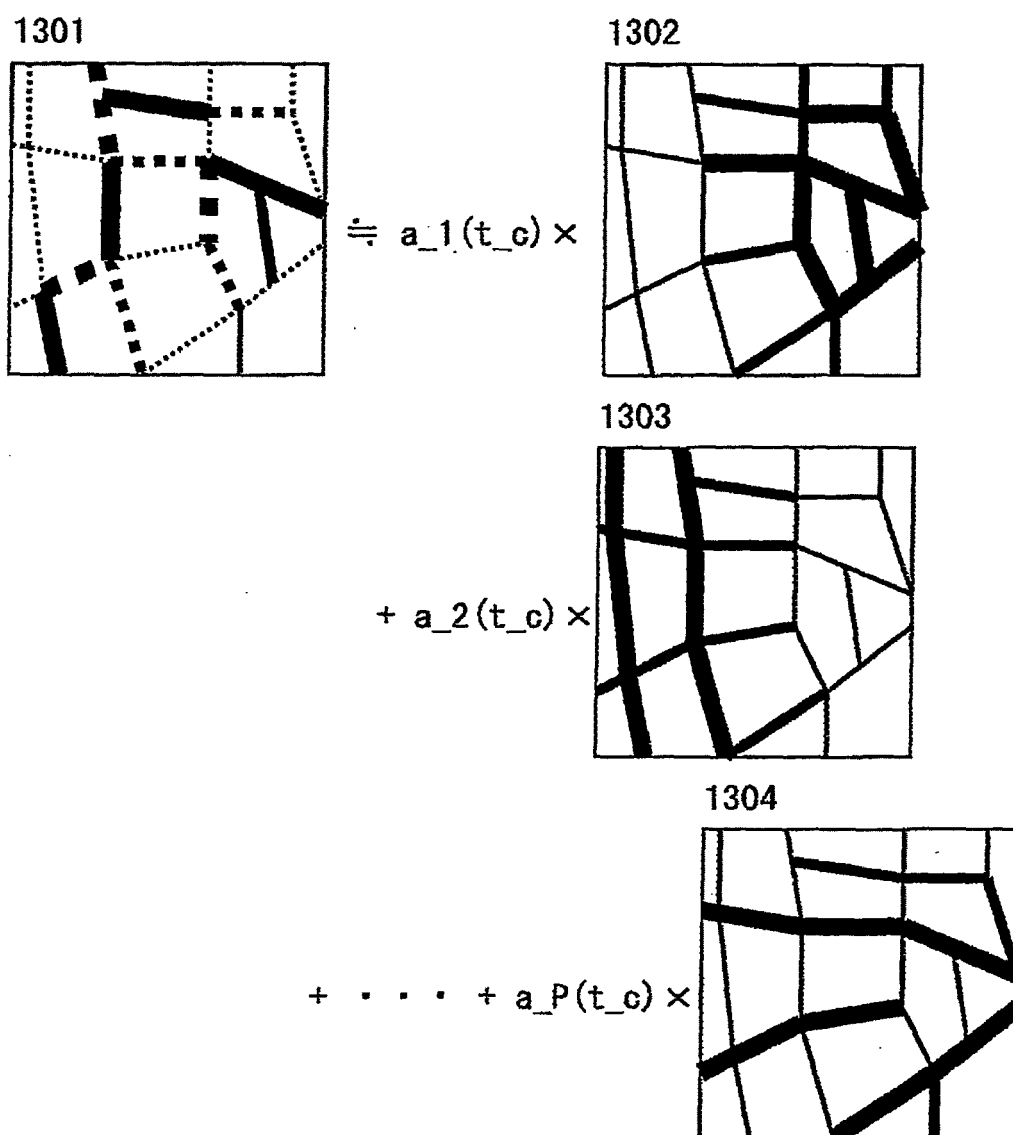 1301
1302
≒ a_1(t_c) ×
1303
+ a_2(t_c) ×
1304
+ · · · + a_P(t_c) ×